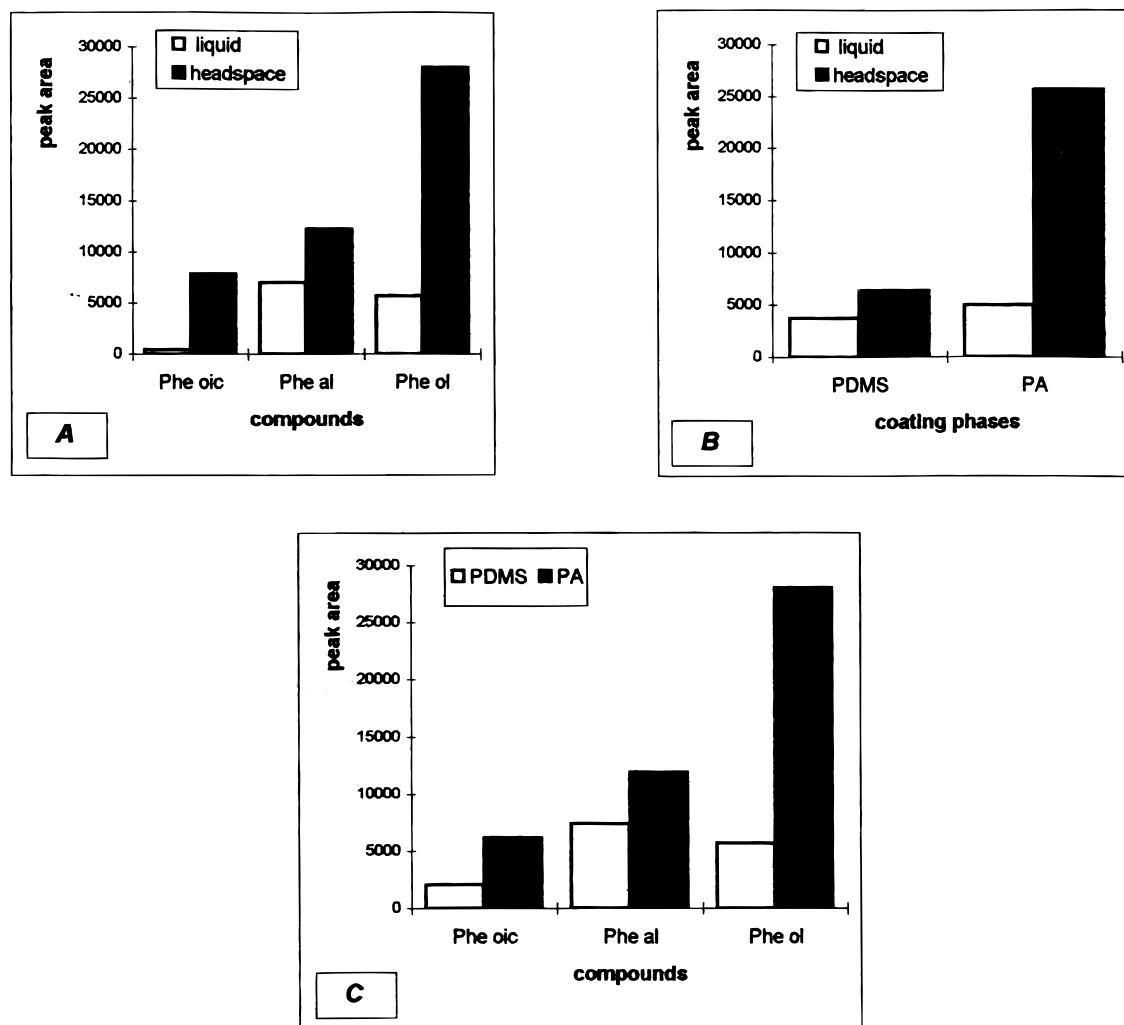 liquid
headspace
peak area
30000
25000
20000
15000
10000
5000
0
Phe oic Phe al Phe ol
compounds
A
liquid
headspace
peak area
30000
25000
20000
15000
10000
5000
0
PDMS PA
coating phases
B
PDMS PA
peak area
30000
25000
20000
15000
10000
5000
0
Phe oic Phe al Phe ol
compounds
C